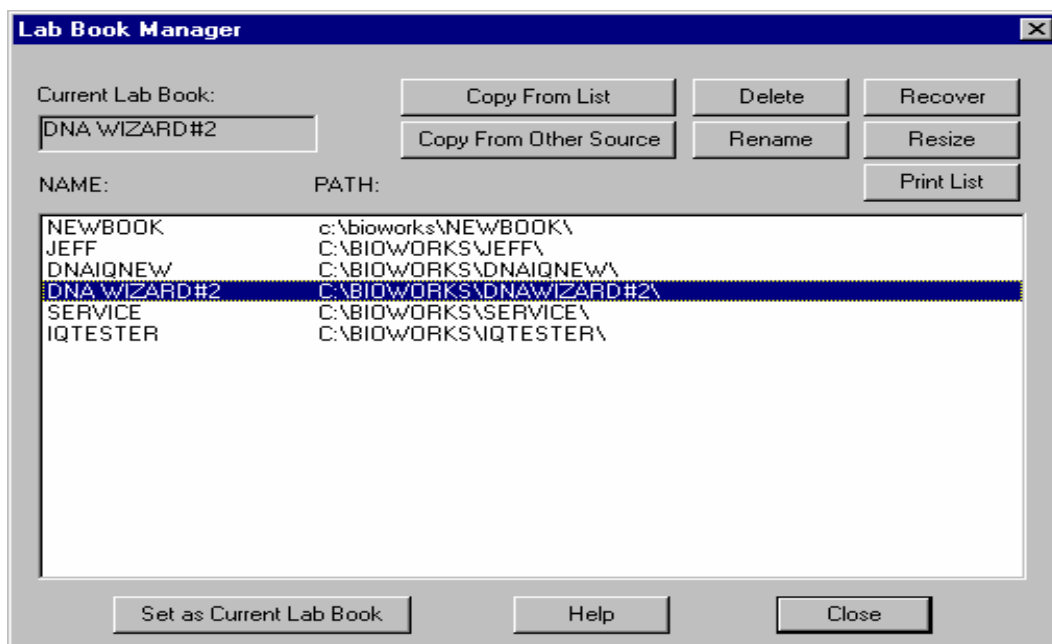 Lab Book Manager
Current Lab Book:
DNA WIZARD#2
Copy From List
Delete
Recover
Copy From Other Source
Rename
Resize
Print List
NAME: PATH:
NEWBOOK c:\bioworks\NEWBOOK\
JEFF C:\BIOWORKS\JEFF\
DNAIQNEW C:\BIOWORKS\DNAIQNEW\
DNA WIZARD#2 C:\BIOWORKS\DNAWIZARD#2\
SERVICE C:\BIOWORKS\SERVICE\
IQTESTER C:\BIOWORKS\IQTESTER\
Set as Current Lab Book
Help
Close